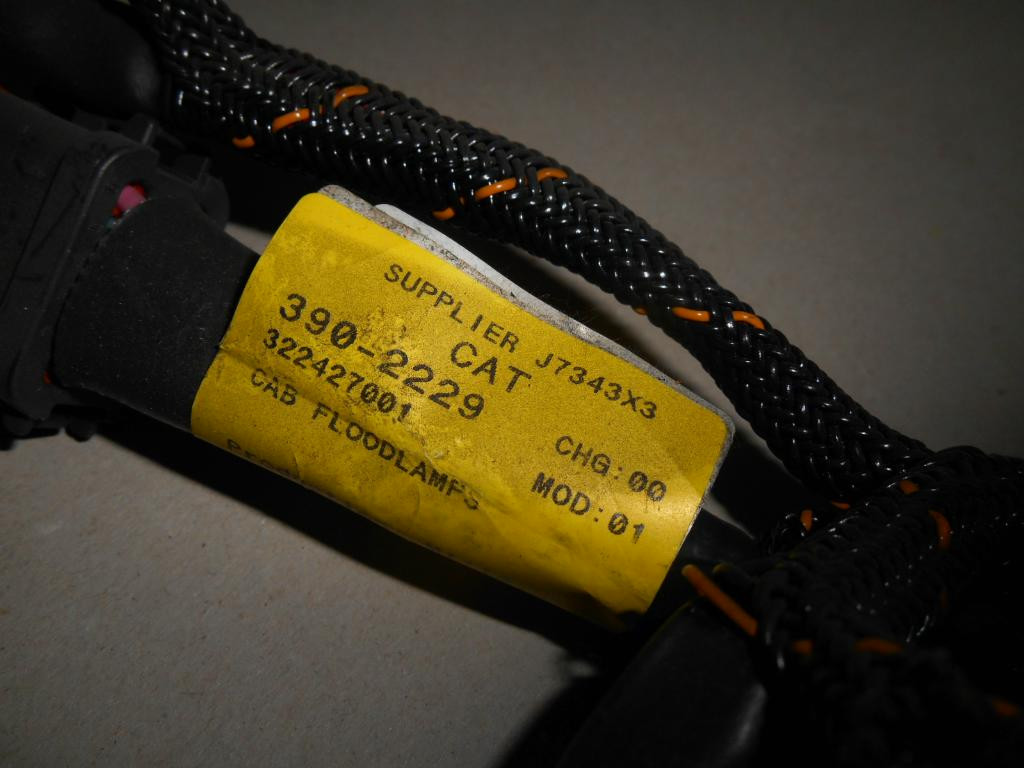 SUPPLIER J7343X3
CAT
390-2229
322427001
CHG:00
CAB FLOODLAMPS
MOD:01